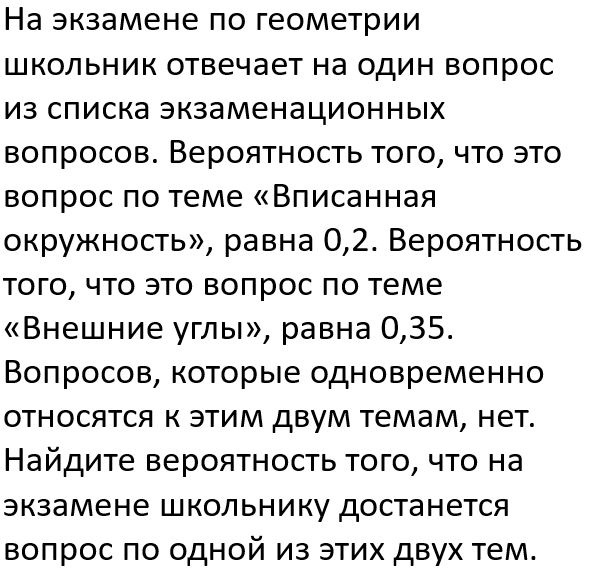 На экзамене по геометрии
школьник отвечает на один вопрос
из списка экзаменационных
вопросов. Вероятность того, что это
вопрос по теме «Вписанная
окружность», равна 0,2. Вероятность
того, что это вопрос по теме
«Внешние углы», равна 0,35.
Вопросов, которые одновременно
относятся к этим двум темам, нет.
Найдите вероятность того, что на
экзамене школьнику достанется
вопрос по одной из этих двух тем.